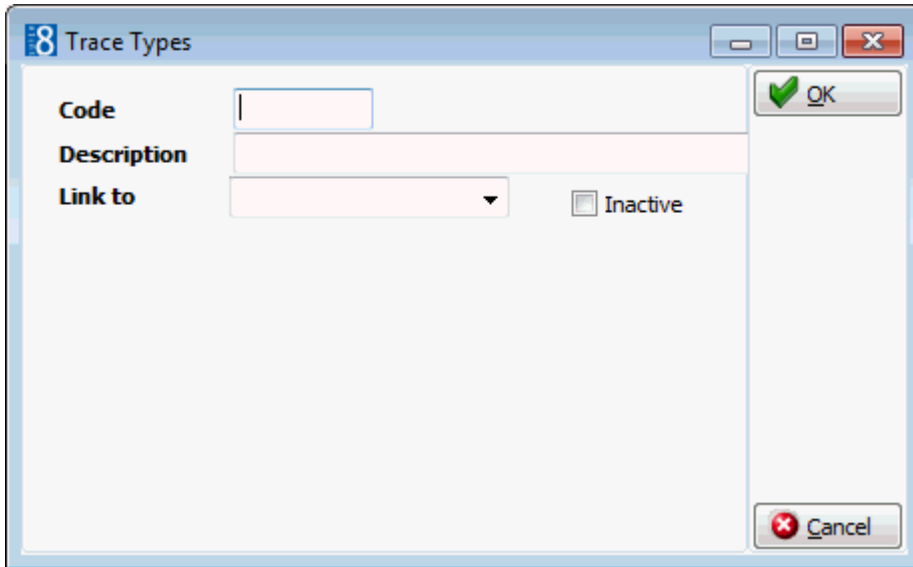 8 Trace Types
Code
OK
Description
Link to
Inactive
Cancel